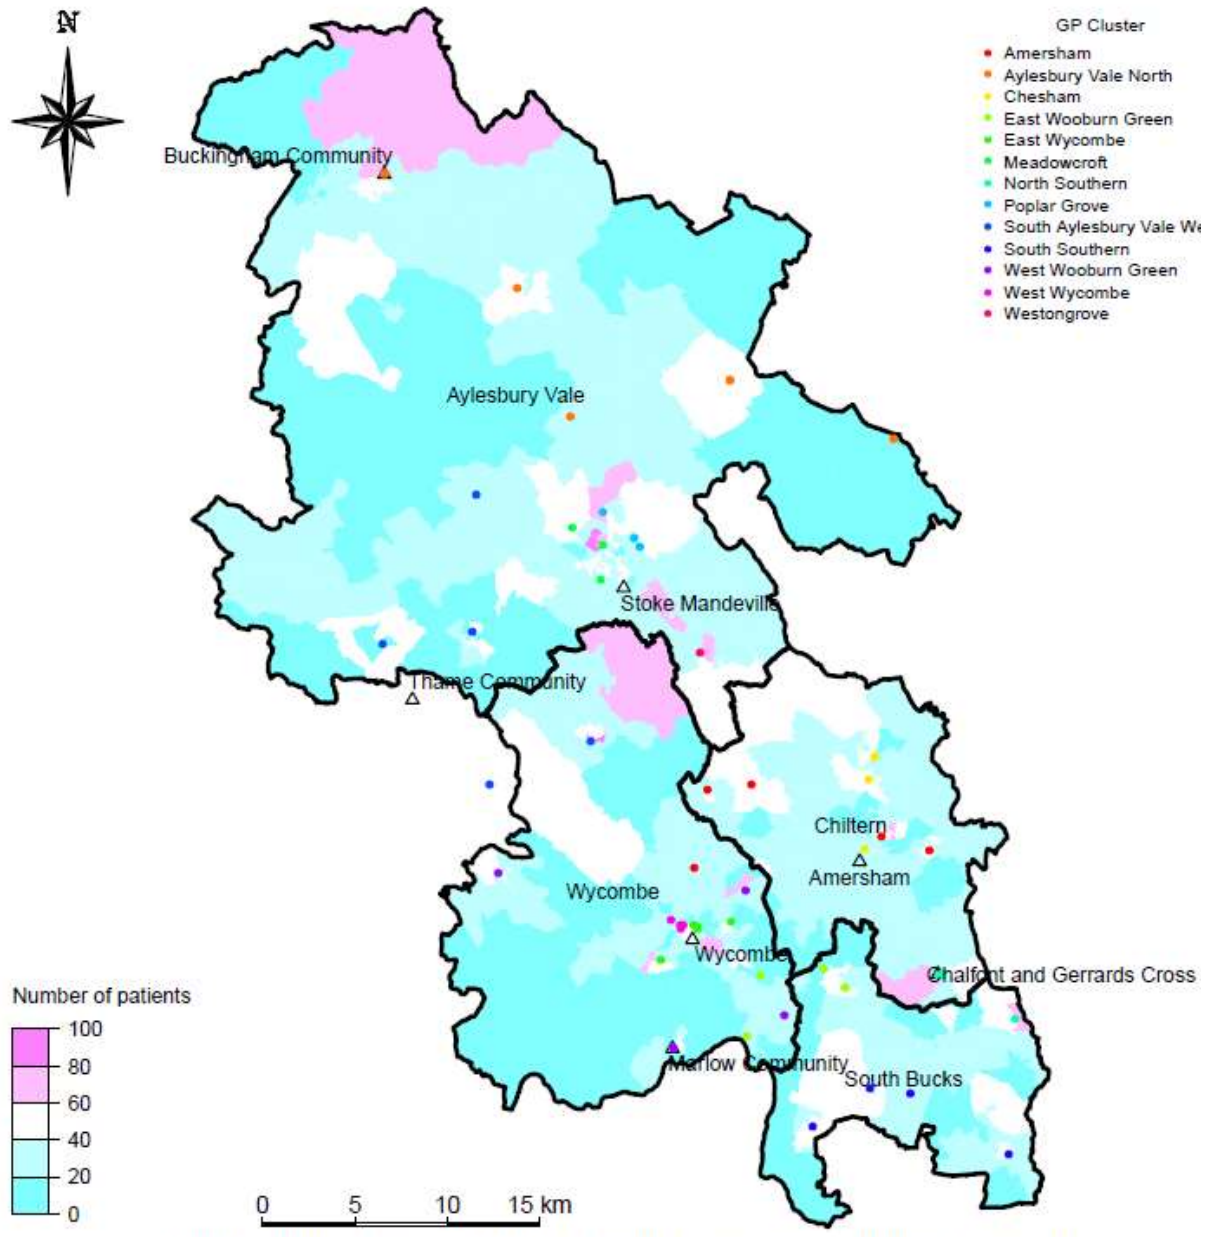 N
GP Cluster
Amersham
Aylesbury Vale North
Chesham
East Wooburn Green
East Wycombe
Meadowcroft
North Southern
Poplar Grove
South Aylesbury Vale We
South Southern
West Wooburn Green
West Wycombe
Westongrove
Buckingham Community
Aylesbury Vale
Stoke Mandeville
Thame Community
Chiltern
Amersham
Wycombe
Wycombe
Chalfont and Gerrards Cross
Marlow Community
South Bucks
Number of patients
100
80
60
40
20
0
0 5 10 15 km